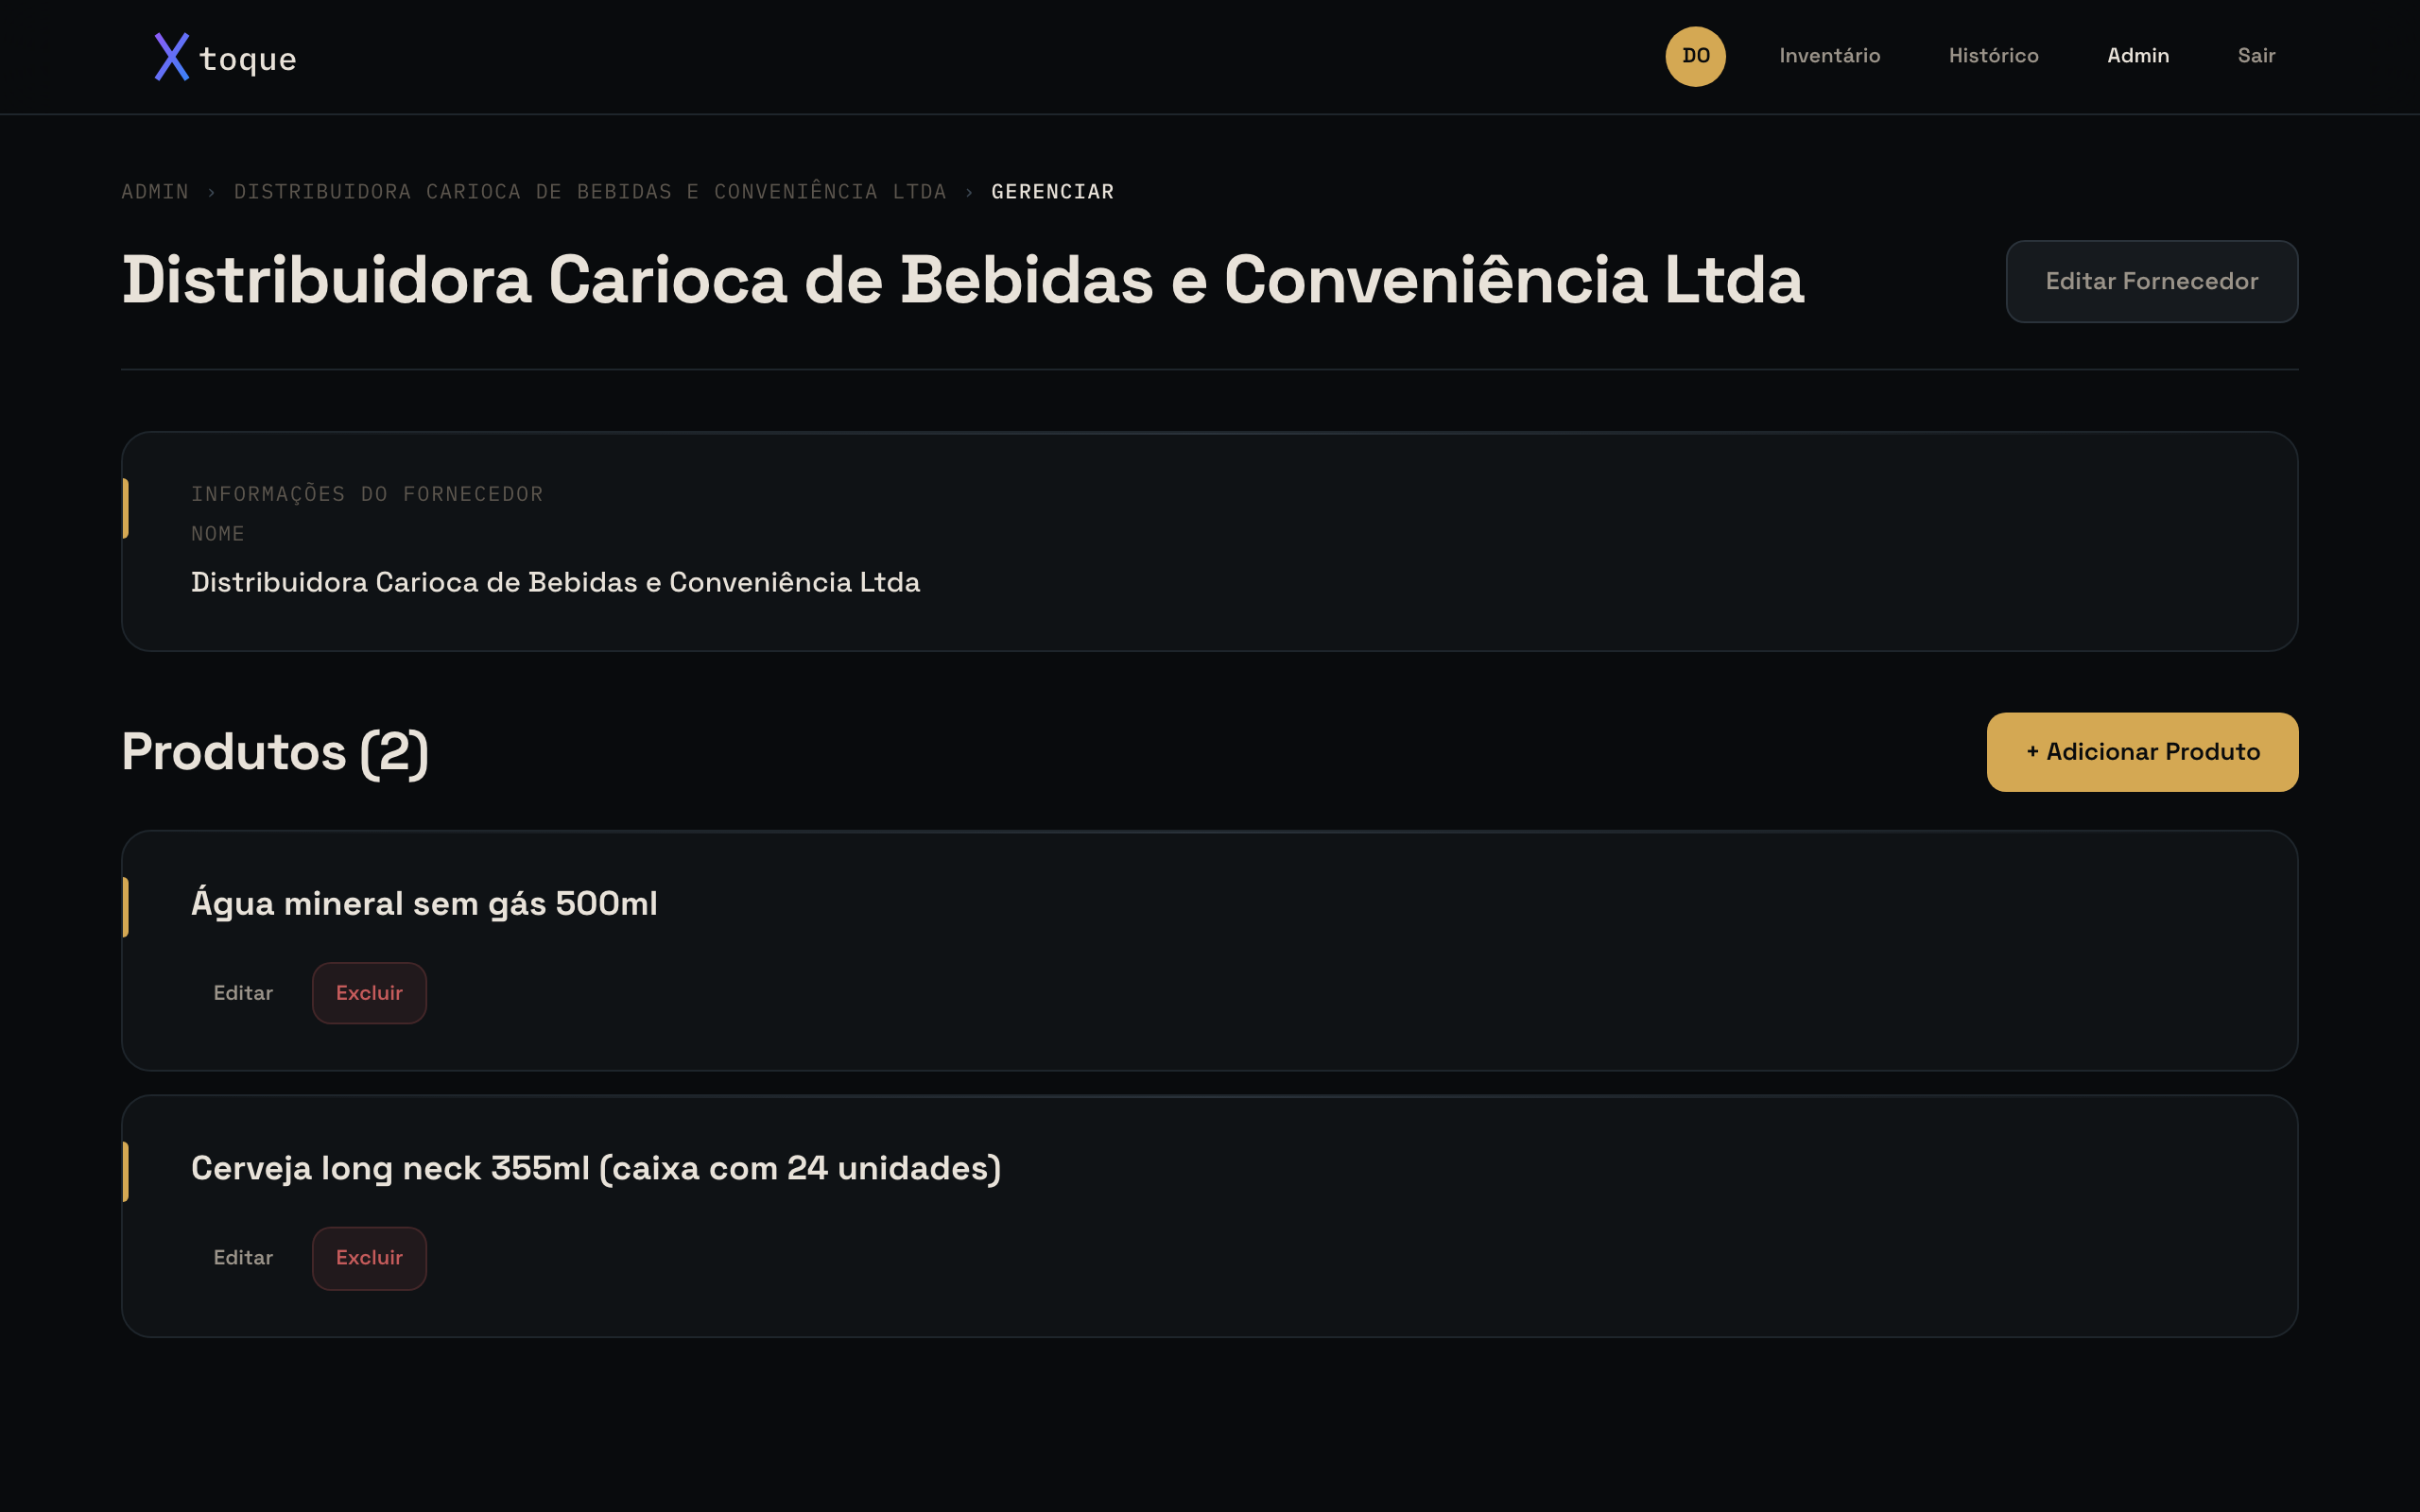 X toque
DO Inventário Histórico Admin Sair
ADMIN › DISTRIBUIDORA CARIOCA DE BEBIDAS E CONVENIÊNCIA LTDA › GERENCIAR
Distribuidora Carioca de Bebidas e Conveniência Ltda
Editar Fornecedor
INFORMAÇÕES DO FORNECEDOR
NOME
Distribuidora Carioca de Bebidas e Conveniência Ltda
Produtos (2)
+ Adicionar Produto
Água mineral sem gás 500ml
Editar Excluir
Cerveja long neck 355ml (caixa com 24 unidades)
Editar Excluir